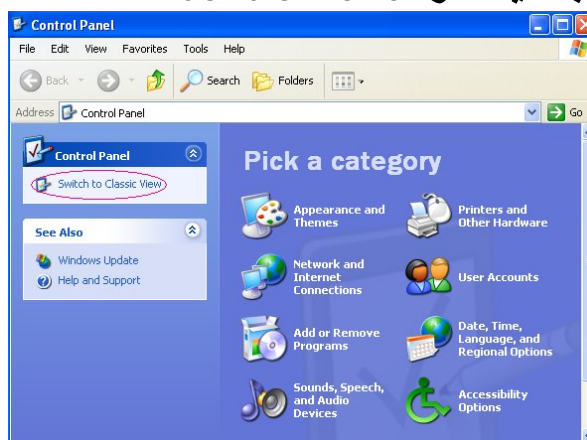 Control Panel
File Edit View Favorites Tools Help
Back Search Folders
Address Control Panel Go
Control Panel
Switch to Classic View
See Also
Windows Update
Help and Support
Pick a category
Appearance and
Themes
Printers and
Other Hardware
Network and
Internet
Connections
User Accounts
Add or Remove
Programs
Date, Time,
Language, and
Regional Options
Sounds, Speech,
and Audio
Devices
Accessibility
Options